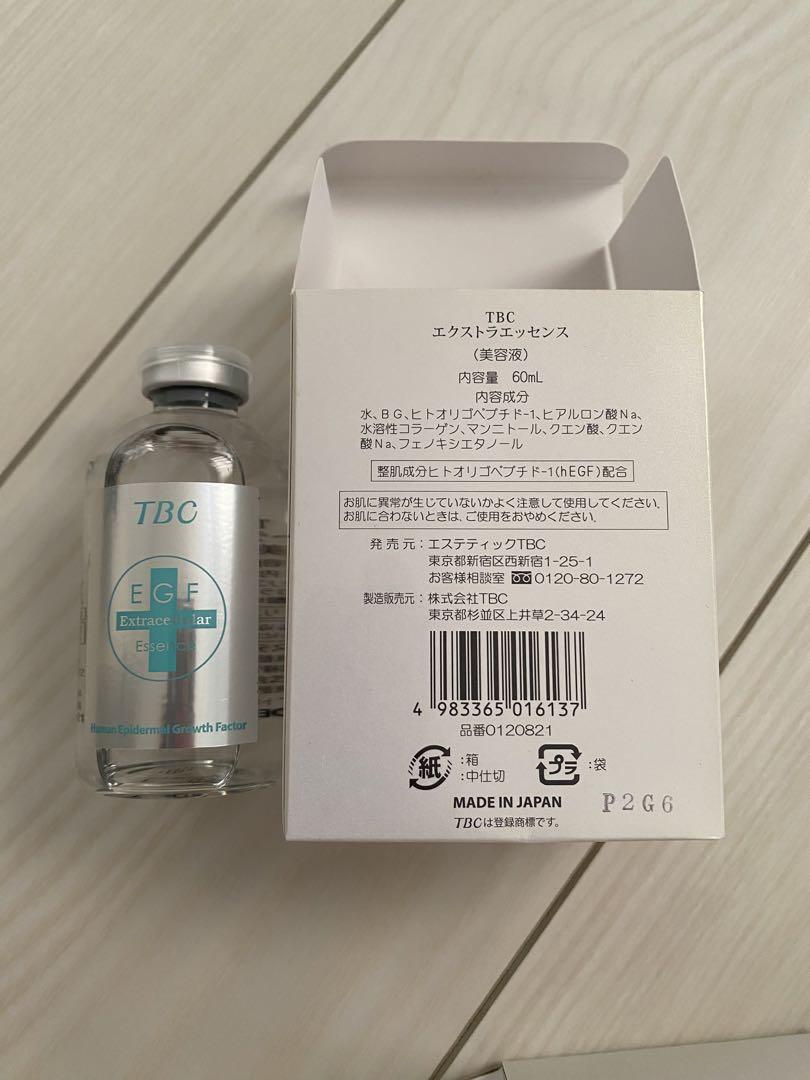 TBC
EGF
Extracellular
Essence
Human Epidermal Growth Factor
TBC
エクストラエッセンス
（美容液）
内容量 60mL
内容成分
水、BG、ヒトオリゴペプチド-1、ヒアルロン酸Na、
水溶性コラーゲン、マンニトール、クエン酸、クエン
酸Na、フェノキシエタノール
整肌成分ヒトオリゴペプチド-1(hEGF)配合
お肌に異常が生じていないかよく注意して使用してください。
お肌に合わないときは、ご使用をおやめください。
発売元：エステティックTBC
東京都新宿区西新宿1-25-1
お客様相談室 0120-80-1272
製造販売元：株式会社TBC
東京都杉並区上井草2-34-24
4 983365 016137
品番0120821
紙 ：箱
：中仕切
プラ ：袋
MADE IN JAPAN
P2G6
TBCは登録商標です。